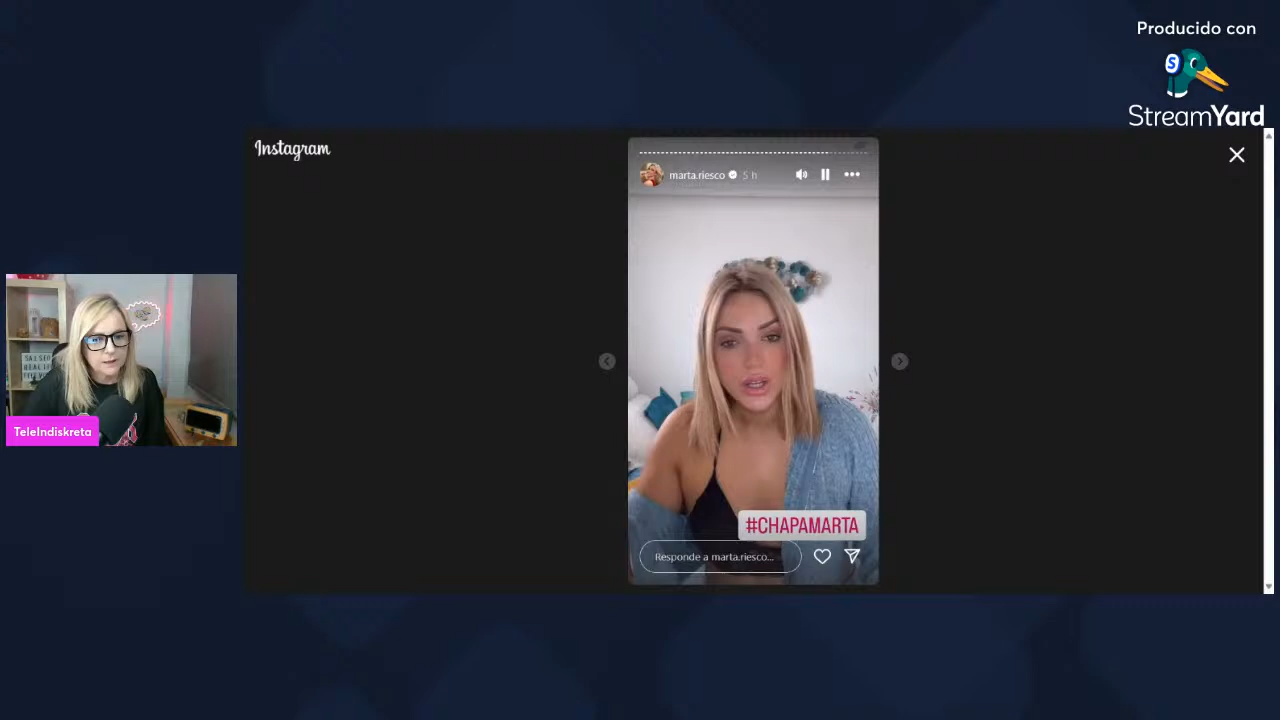 Producido con
StreamYard
Instagram
marta.riesco 5 h
#CHAPAMARTA
Responde a marta.riesco...
TeleIndiskreta